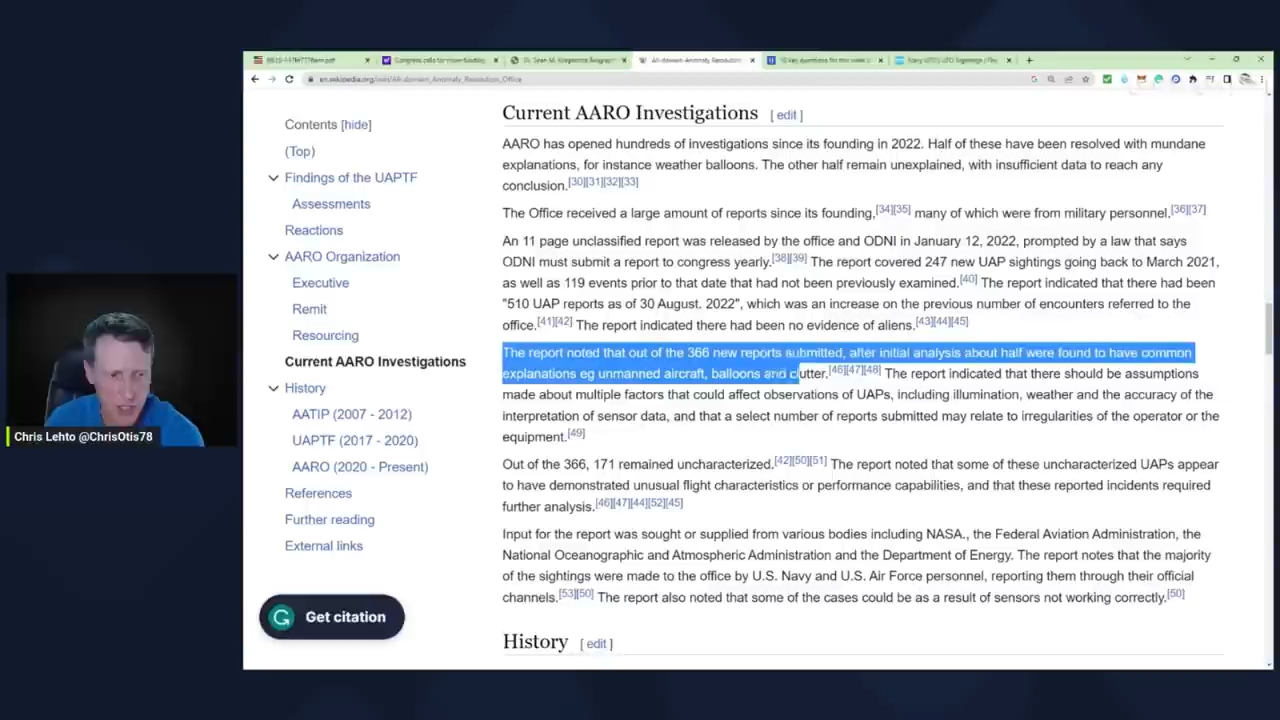 Congress calls for more funding
All-domain Anomaly Resolution
10 key questions for this week's
en.wikipedia.org/wiki/All-domain_Anomaly_Resolution_Office
Contents [hide]
(Top)
Findings of the UAPTF
Assessments
Reactions
AARO Organization
Executive
Remit
Resourcing
Current AARO Investigations
History
AATIP (2007 - 2012)
UAPTF (2017 - 2020)
AARO (2020 - Present)
References
Further reading
External links
Get citation
Current AARO Investigations [ edit ]
AARO has opened hundreds of investigations since its founding in 2022. Half of these have been resolved with mundane
explanations, for instance weather balloons. The other half remain unexplained, with insufficient data to reach any
conclusion.[30][31][32][33]
The Office received a large amount of reports since its founding,[34][35] many of which were from military personnel.[36][37]
An 11 page unclassified report was released by the office and ODNI in January 12, 2022, prompted by a law that says
ODNI must submit a report to congress yearly.[38][39] The report covered 247 new UAP sightings going back to March 2021,
as well as 119 events prior to that date that had not been previously examined.[40] The report indicated that there had been
"510 UAP reports as of 30 August. 2022", which was an increase on the previous number of encounters referred to the
office.[41][42] The report indicated there had been no evidence of aliens.[43][44][45]
The report noted that out of the 366 new reports submitted, after initial analysis about half were found to have common
explanations eg unmanned aircraft, balloons and clutter.[46][47][48] The report indicated that there should be assumptions
made about multiple factors that could affect observations of UAPs, including illumination, weather and the accuracy of the
interpretation of sensor data, and that a select number of reports submitted may relate to irregularities of the operator or the
equipment.[49]
Out of the 366, 171 remained uncharacterized.[42][50][51] The report noted that some of these uncharacterized UAPs appear
to have demonstrated unusual flight characteristics or performance capabilities, and that these reported incidents required
further analysis.[46][47][44][52][45]
Input for the report was sought or supplied from various bodies including NASA., the Federal Aviation Administration, the
National Oceanographic and Atmospheric Administration and the Department of Energy. The report notes that the majority
of the sightings were made to the office by U.S. Navy and U.S. Air Force personnel, reporting them through their official
channels.[53][50] The report also noted that some of the cases could be as a result of sensors not working correctly.[50]
History [ edit ]
Chris Lehto @ChrisOtis78